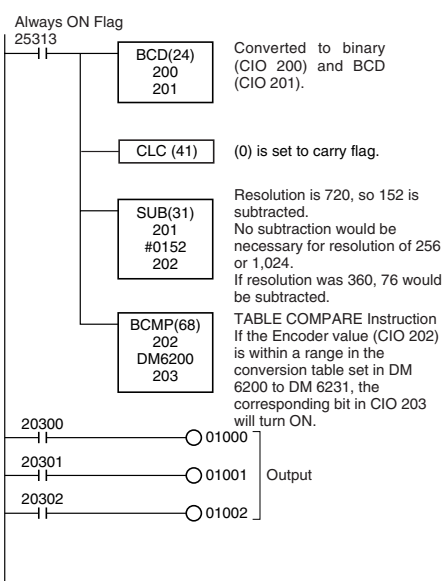 Always ON Flag
25313
BCD(24)
200
201
Converted to binary
(CIO 200) and BCD
(CIO 201).
CLC (41)
(0) is set to carry flag.
SUB(31)
201
#0152
202
Resolution is 720, so 152 is
subtracted.
No subtraction would be
necessary for resolution of 256
or 1,024.
If resolution was 360, 76 would
be subtracted.
BCMP(68)
202
DM6200
203
TABLE COMPARE Instruction
If the Encoder value (CIO 202)
is within a range in the
conversion table set in DM
6200 to DM 6231, the
corresponding bit in CIO 203
will turn ON.
20300
01000
20301
01001
Output
20302
01002